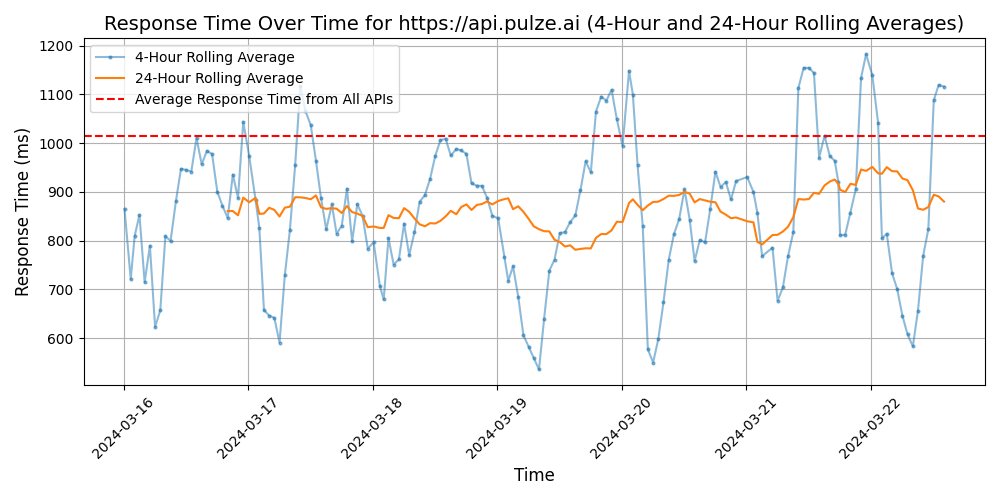 Response Time Over Time for https://api.pulze.ai (4-Hour and 24-Hour Rolling Averages)
4-Hour Rolling Average
24-Hour Rolling Average
Average Response Time from All APIs
Response Time (ms)
1100
1200
1000
900
800
700
600
2024-03-16
2024-03-17
2024-03-18
2024-03-19
2024-03-20
2024-03-21
2024-03-22
Time